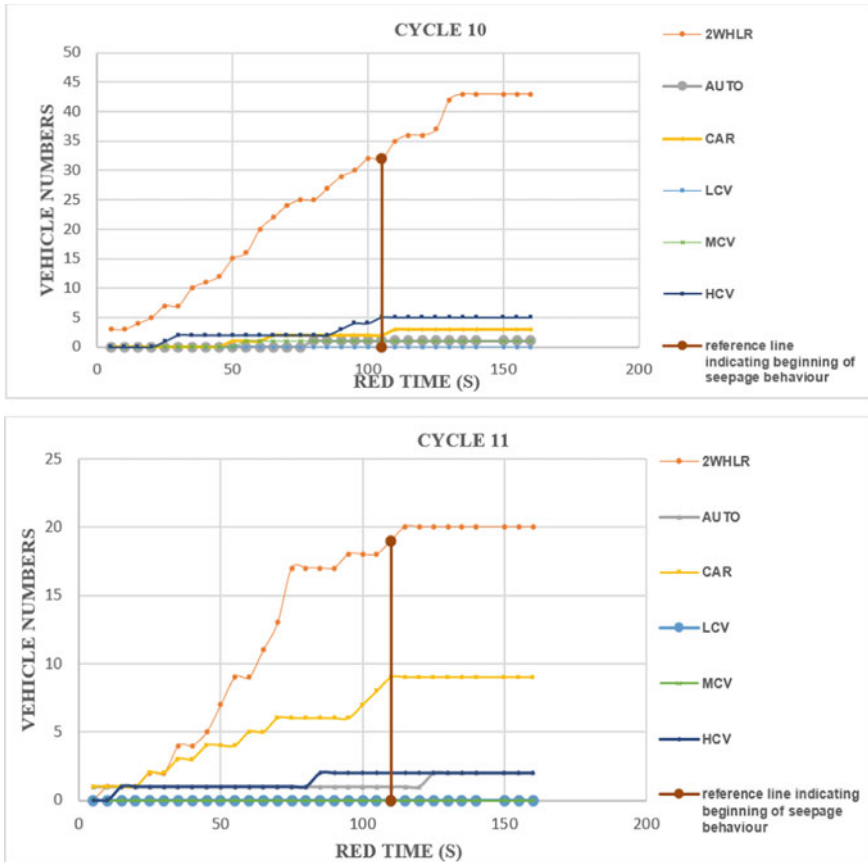 CYCLE 10
VEHICLE NUMBERS
50
45
40
35
30
25
20
15
10
5
0
0 50 100 150 200
RED TIME (S)
2WHLR
AUTO
CAR
LCV
MCV
HCV
reference line
indicating beginning of
seepage behaviour
CYCLE 11
VEHICLE NUMBERS
25
20
15
10
5
0
0 50 100 150 200
RED TIME (S)
2WHLR
AUTO
CAR
LCV
MCV
HCV
reference line indicating
beginning of seepage
behaviour